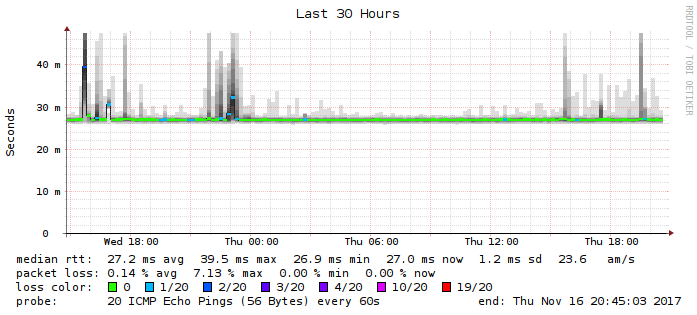 Last 30 Hours
RRDTOOL / TOBI OETIKER
Seconds
40 m
30 m
20 m
10 m
0
Wed 18:00 Thu 00:00 Thu 06:00 Thu 12:00 Thu 18:00
median rtt: 27.2 ms avg 39.5 ms max 26.9 ms min 27.0 ms now 1.2 ms sd 23.6 am/s
packet loss: 0.14 % avg 7.13 % max 0.00 % min 0.00 % now
loss color: 0 1/20 2/20 3/20 4/20 10/20 19/20
probe: 20 ICMP Echo Pings (56 Bytes) every 60s end: Thu Nov 16 20:45:03 2017